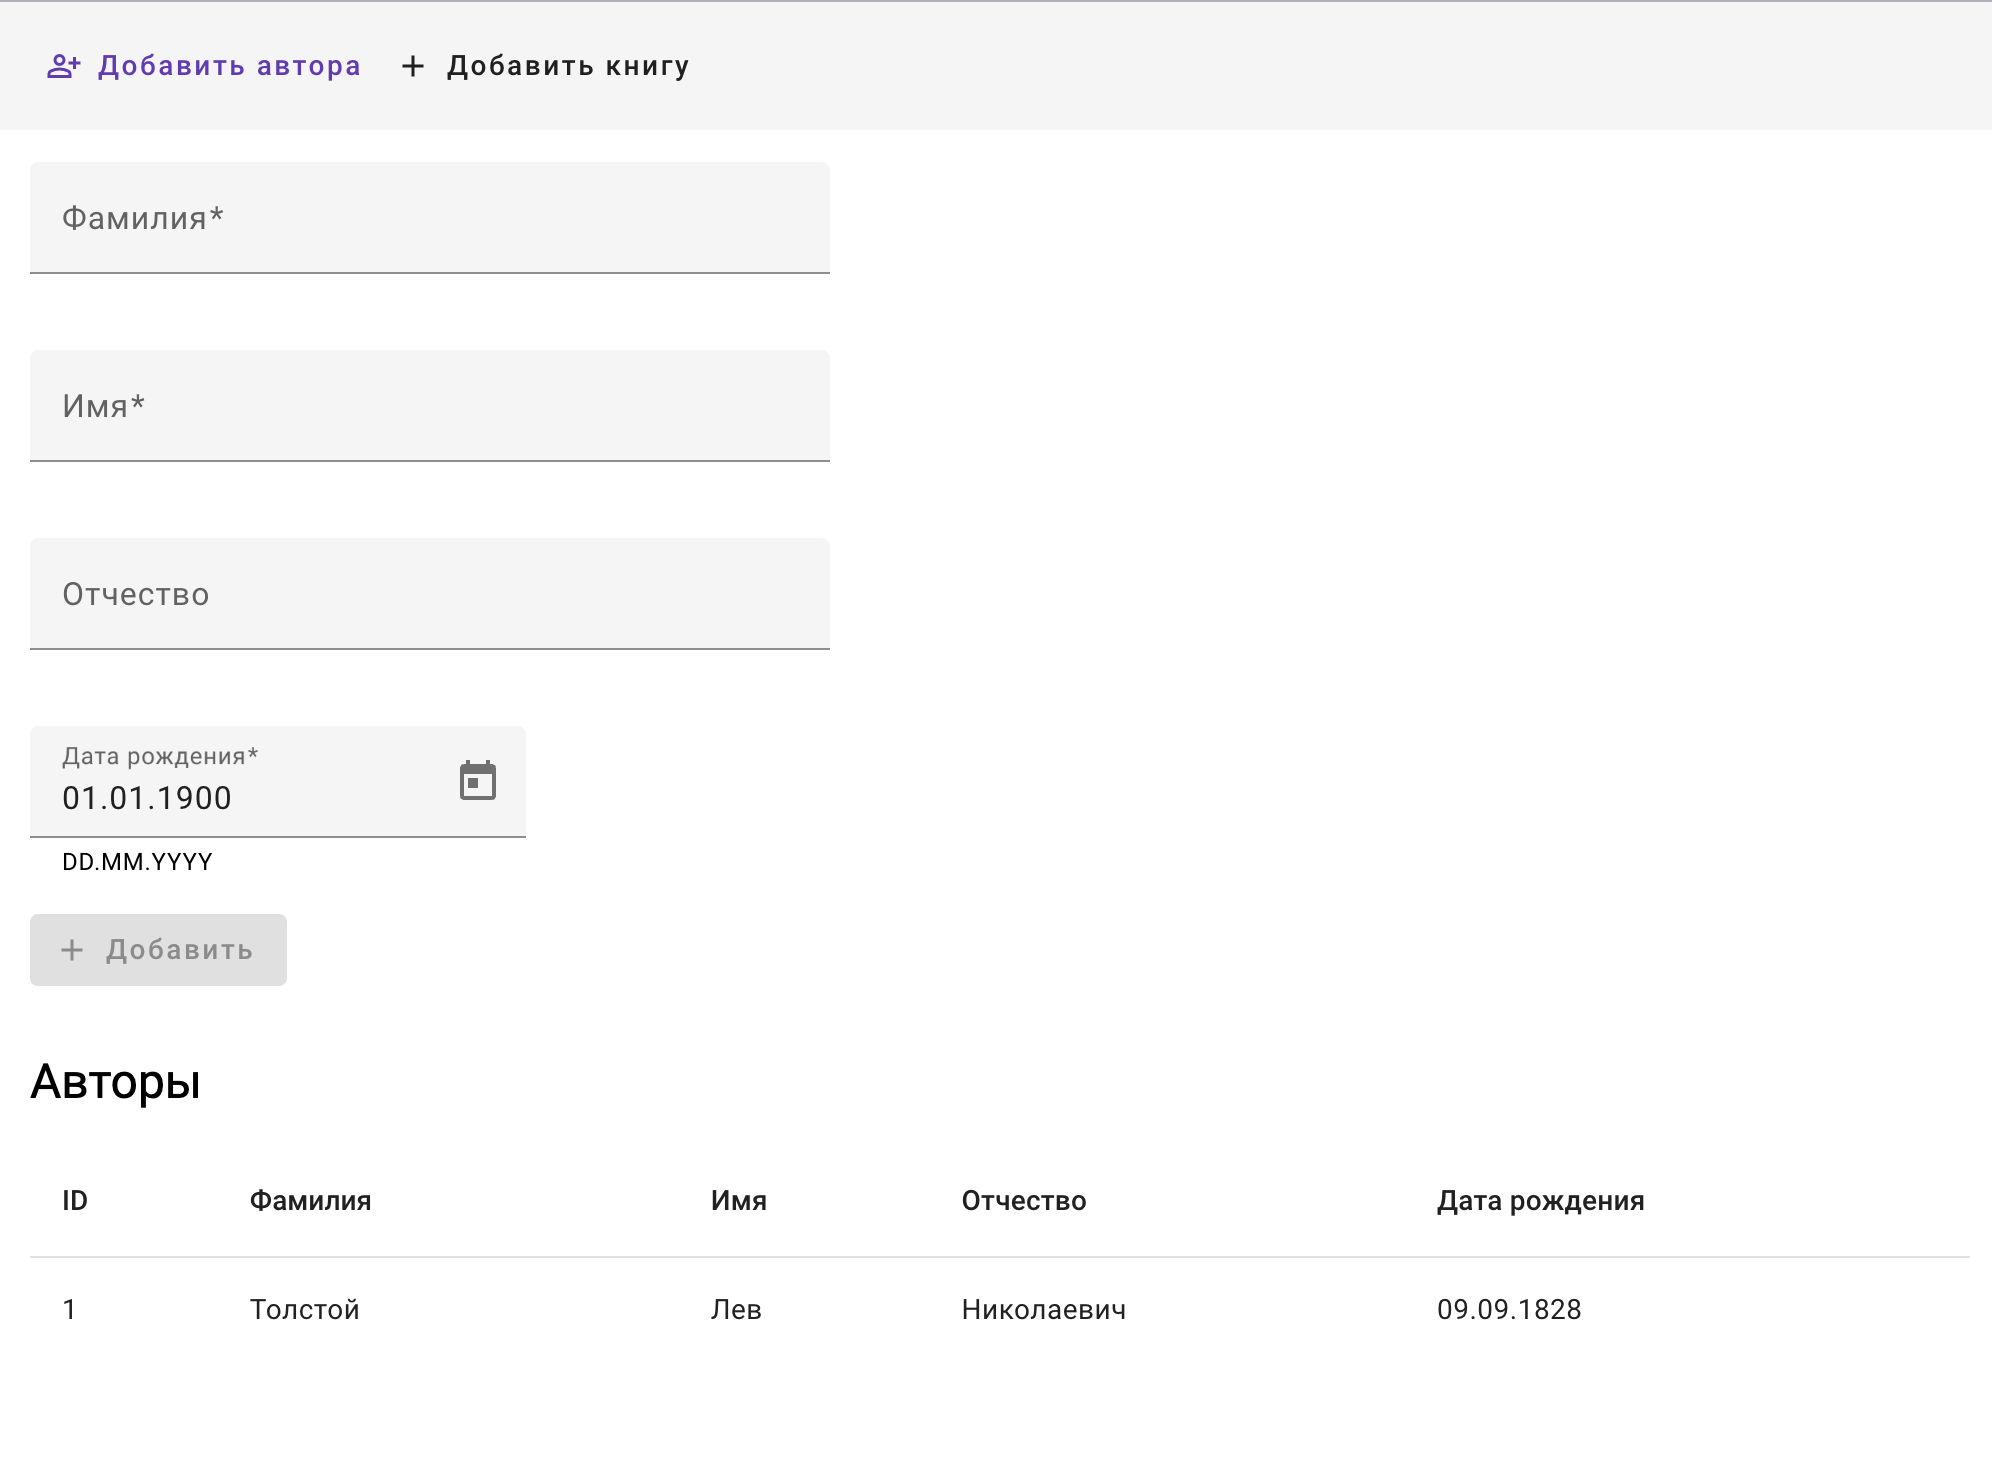 Добавить автора Добавить книгу
Фамилия*
Имя*
Отчество
Дата рождения*
01.01.1900
DD.MM.YYYY
Добавить
Авторы
ID Фамилия Имя Отчество Дата рождения
1 Толстой Лев Николаевич 09.09.1828